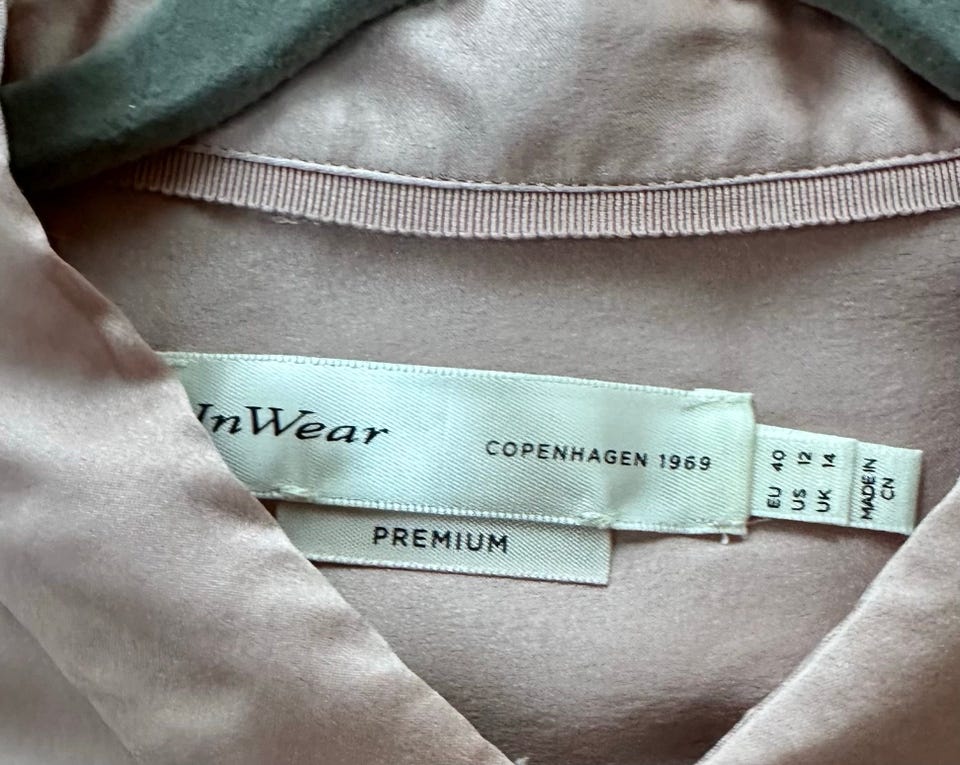 InWear
COPENHAGEN 1969
EU 40
US 12
UK 14
MADE IN
CN
PREMIUM